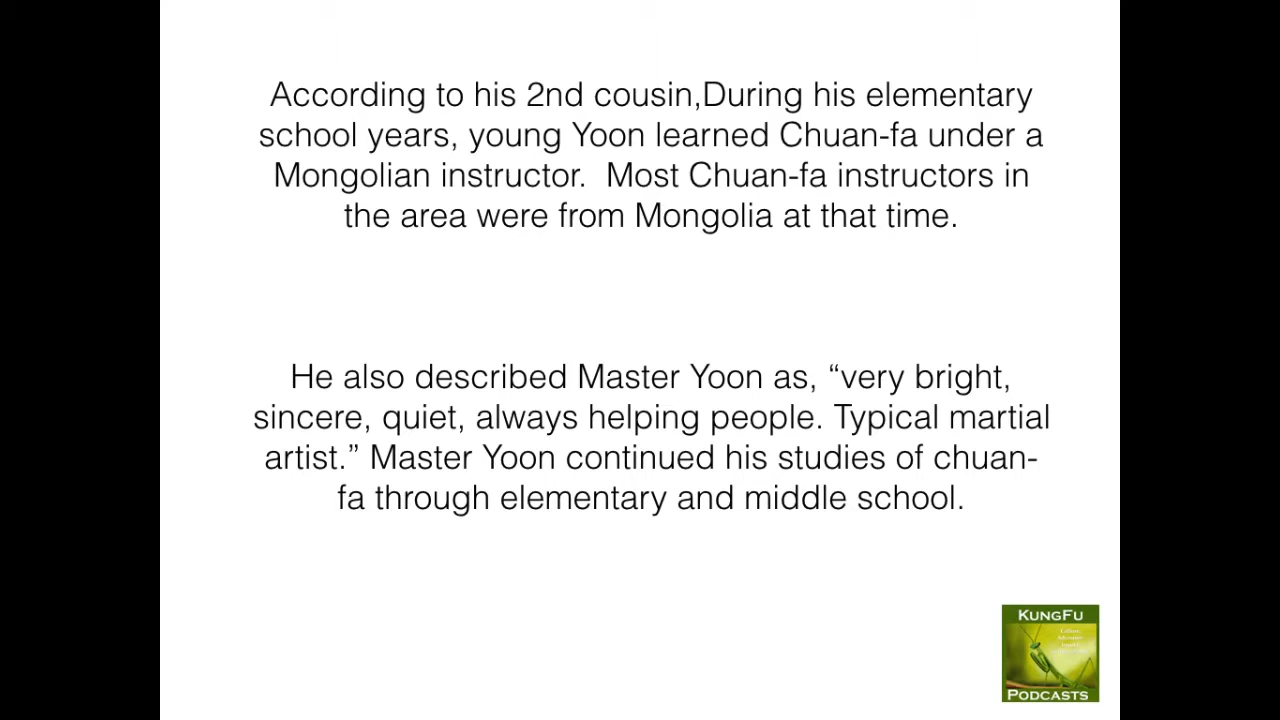 According to his 2nd cousin,During his elementary
school years, young Yoon learned Chuan-fa under a
Mongolian instructor.  Most Chuan-fa instructors in
the area were from Mongolia at that time.
He also described Master Yoon as, “very bright,
sincere, quiet, always helping people. Typical martial
artist.” Master Yoon continued his studies of chuan-
fa through elementary and middle school.
KUNGFU
PODCASTS